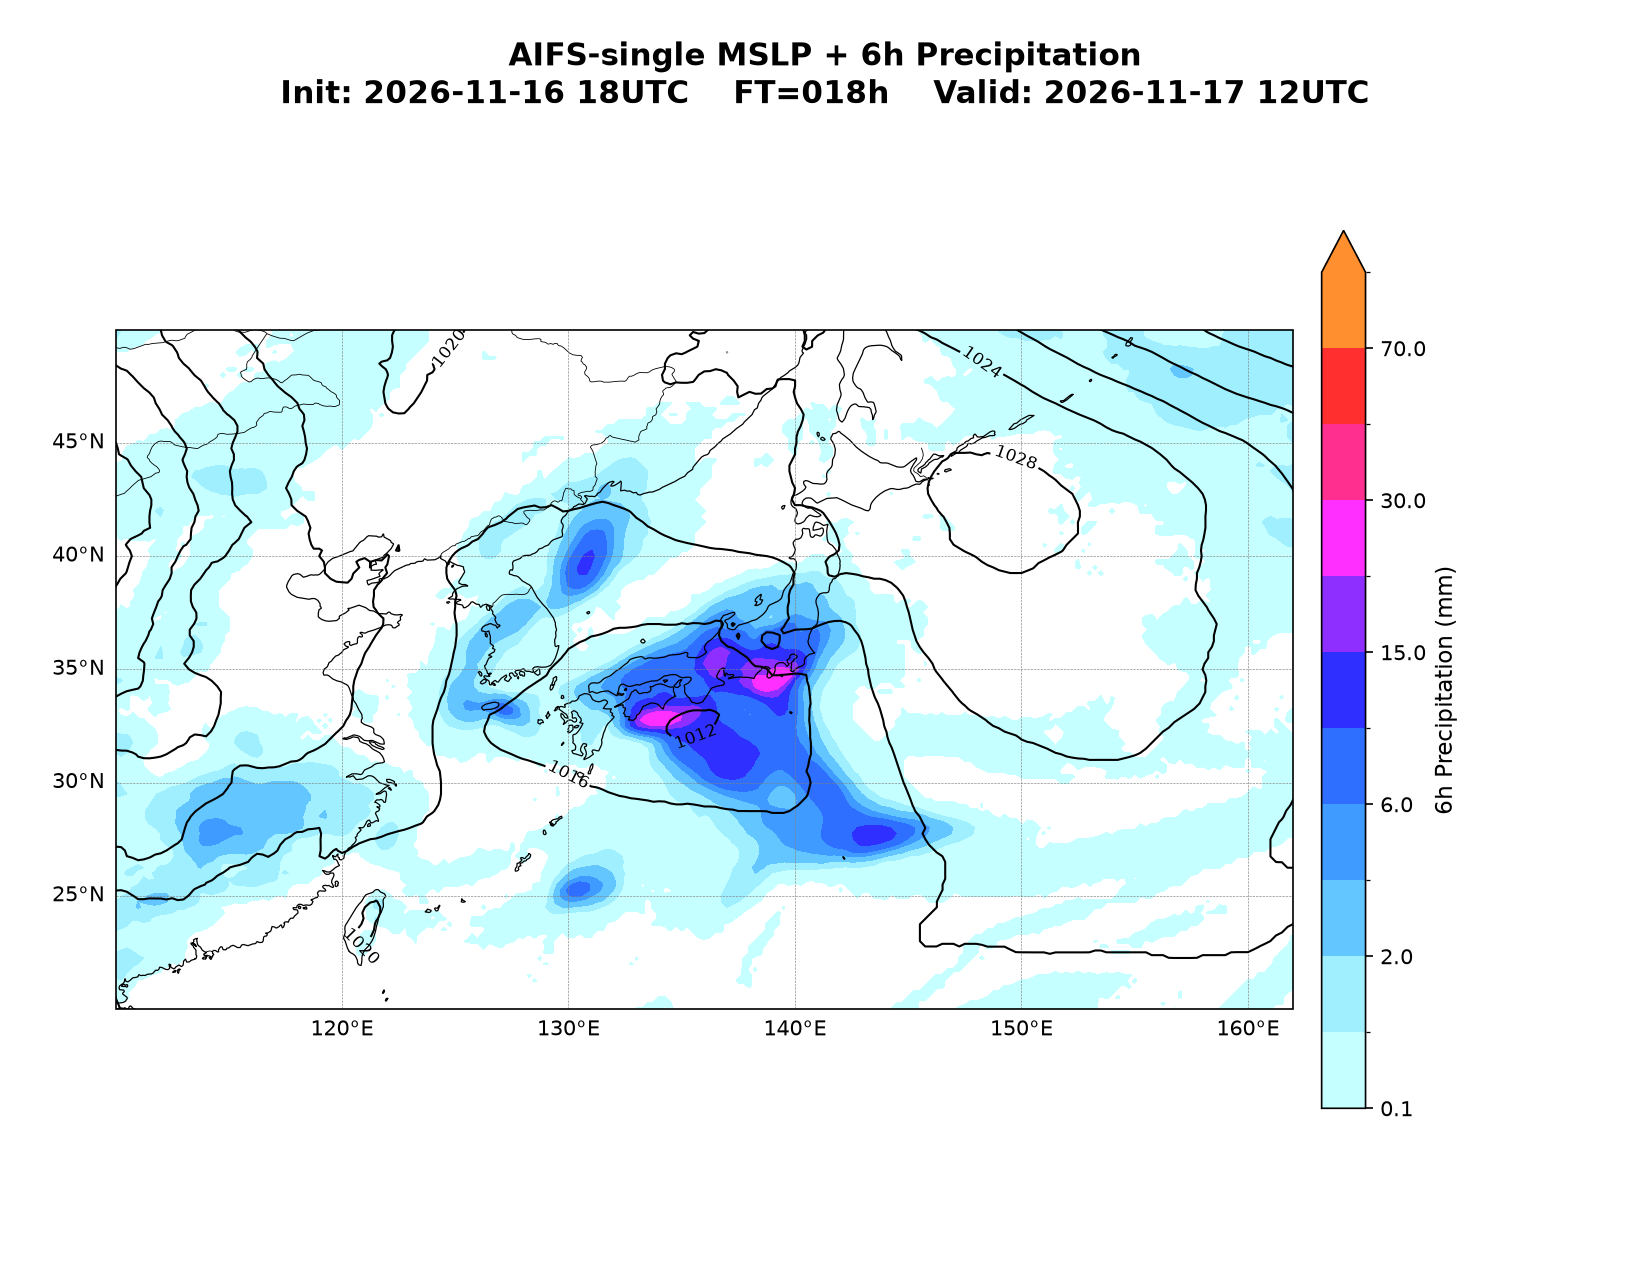 AIFS-single MSLP + 6h Precipitation
Init: 2026-11-16 18UTC    FT=018h    Valid: 2026-11-17 12UTC
1020
1024
1028
1012
1016
1020
45°N
40°N
35°N
30°N
25°N
120°E
130°E
140°E
150°E
160°E
70.0
30.0
15.0
6.0
2.0
0.1
6h Precipitation (mm)